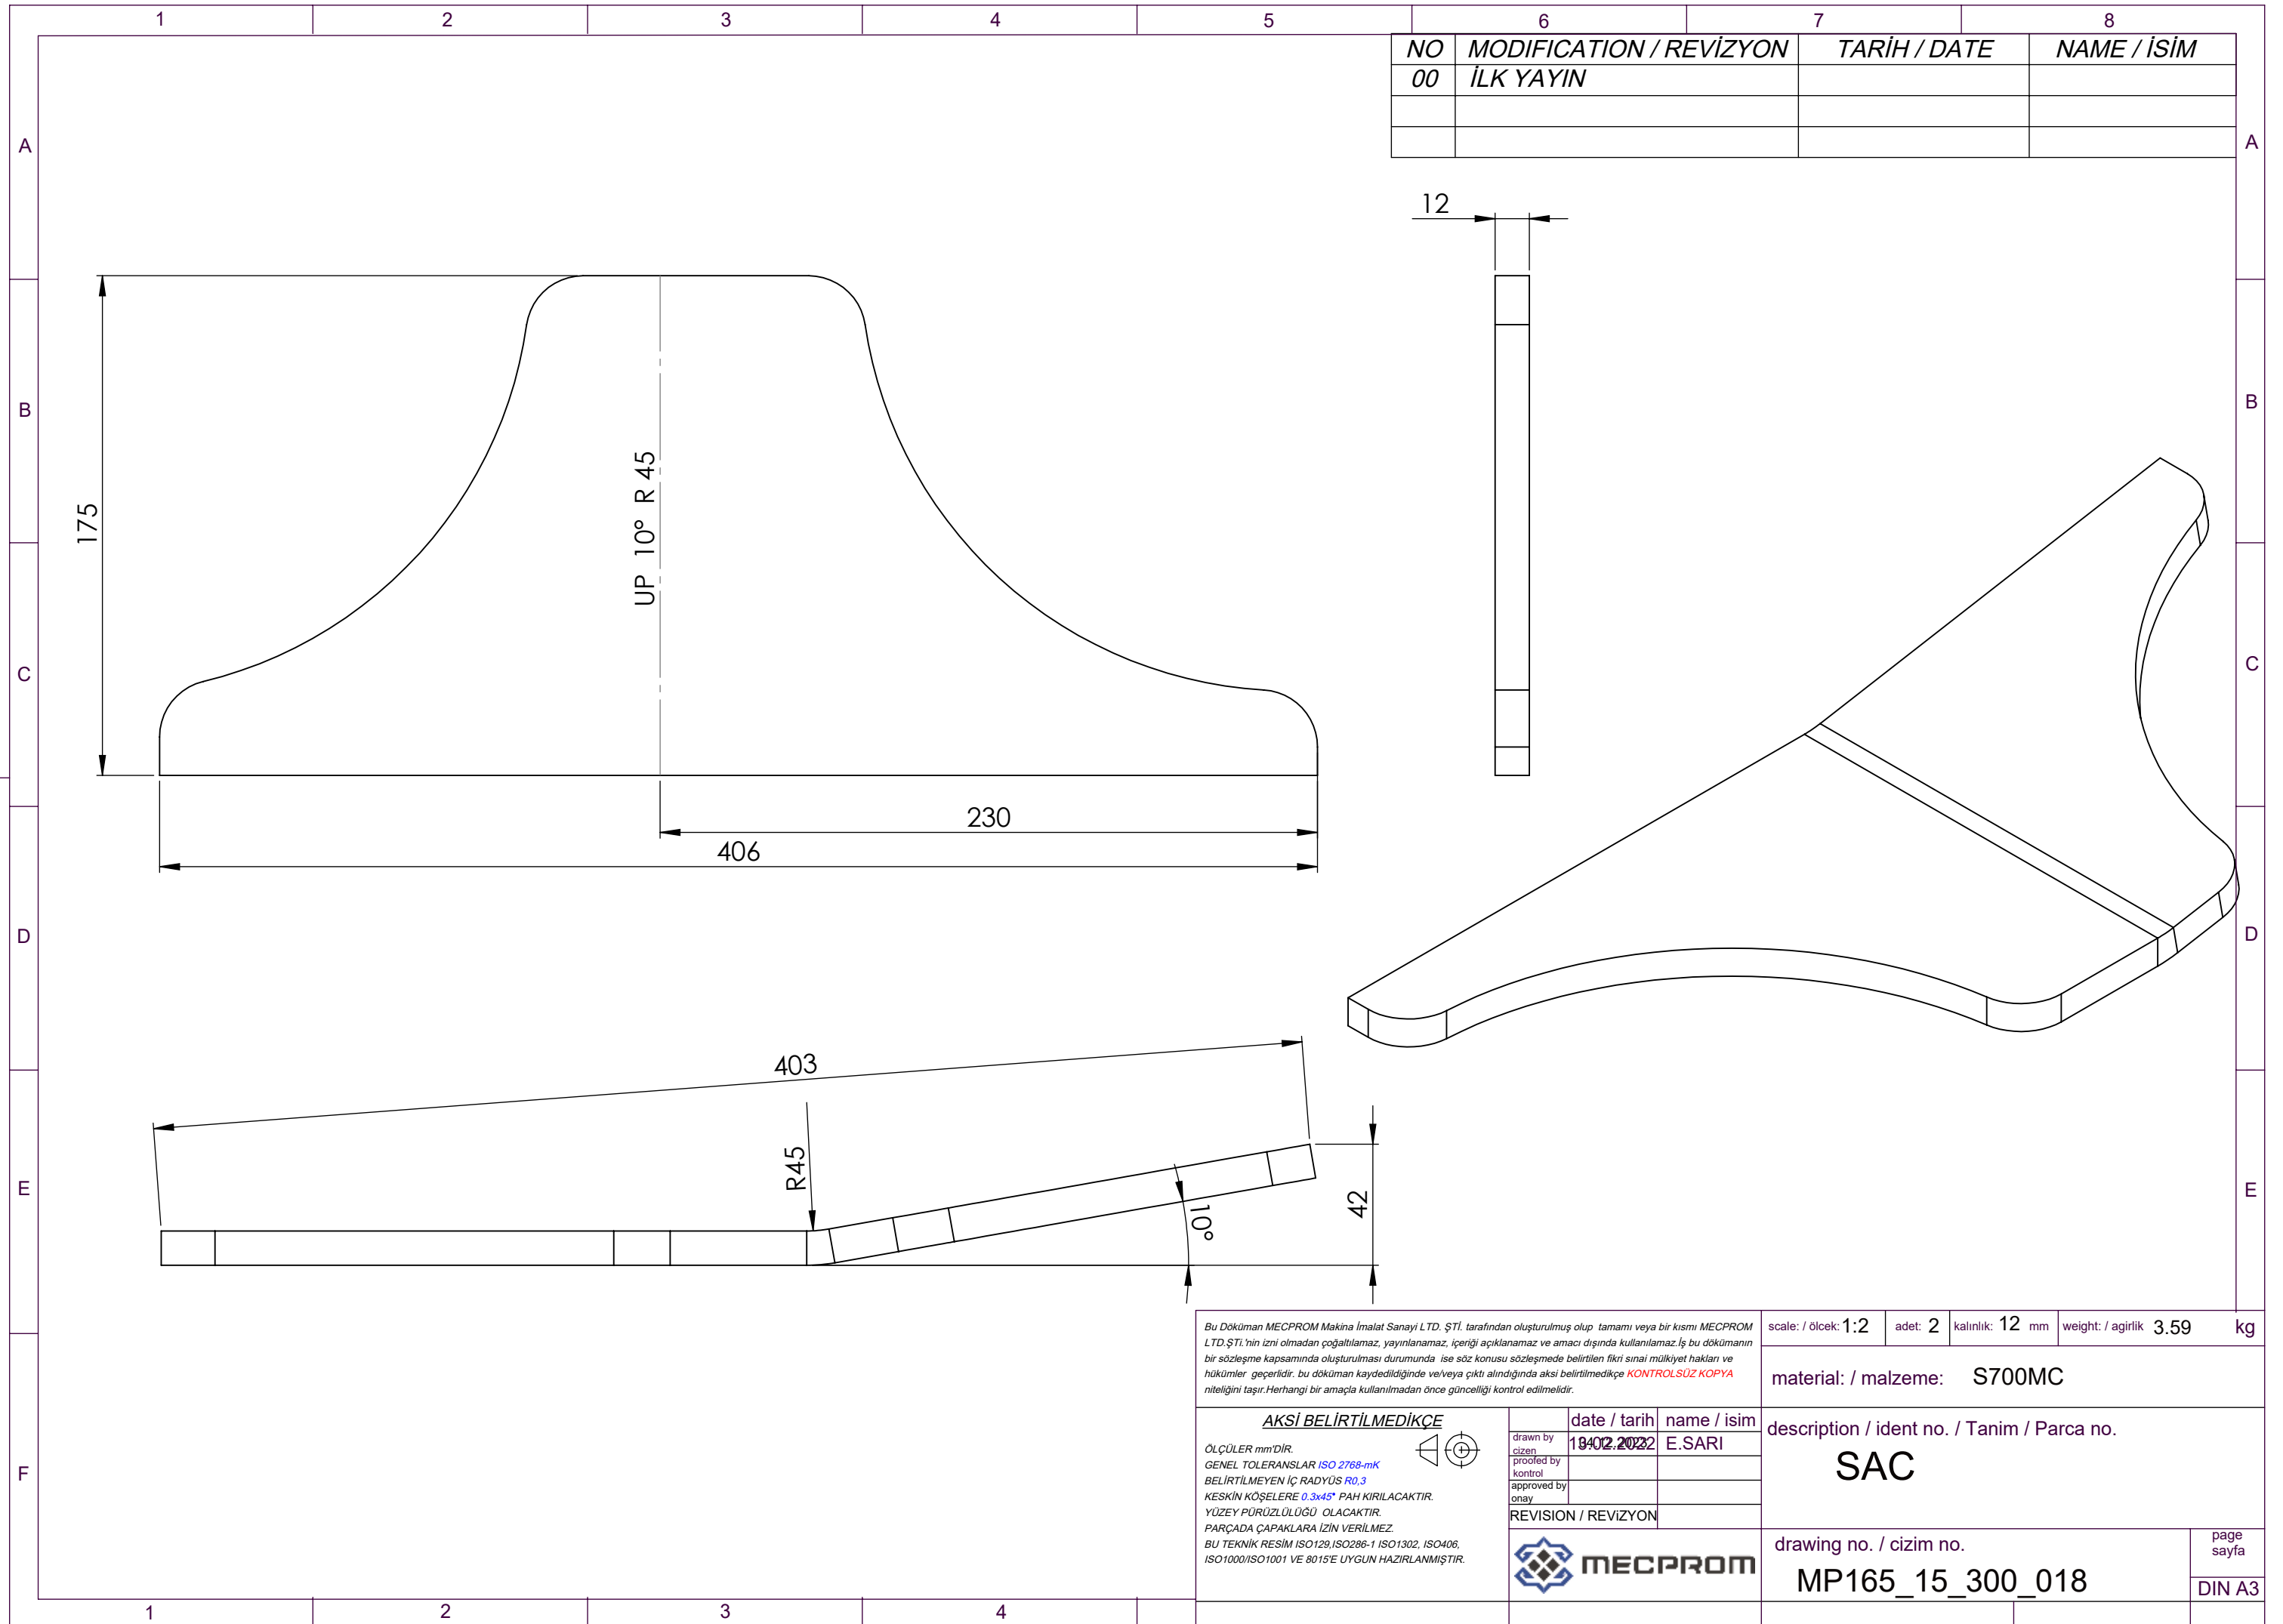 1 2 3 4 5 6 7 8
NO MODIFICATION / REVİZYON TARİH / DATE NAME / İSİM
00 İLK YAYIN
A A
12
B B
UP 10° R 45
175
C C
230
406
D D
403
R45
10°
42
E E
Bu Döküman MECPROM Makina İmalat Sanayi LTD. ŞTİ. tarafından oluşturulmuş olup tamamı veya bir kısmı MECPROM
LTD.ŞTi.'nin izni olmadan çoğaltılamaz, yayınlanamaz, içeriği açıklanamaz ve amacı dışında kullanılamaz.İş bu dökümanın
bir sözleşme kapsamında oluşturulması durumunda ise söz konusu sözleşmede belirtilen fikri sınai mülkiyet hakları ve
hükümler geçerlidir. bu döküman kaydedildiğinde ve/veya çıktı alındığında aksi belirtilmedikçe KONTROLSÜZ KOPYA
niteliğini taşır.Herhangi bir amaçla kullanılmadan önce güncelliği kontrol edilmelidir.
scale: / ölcek: 1:2 adet: 2 kalınlık: 12 mm weight: / agirlik 3.59 kg
material: / malzeme: S700MC
AKSİ BELİRTİLMEDİKÇE
ÖLÇÜLER mm'DİR.
GENEL TOLERANSLAR ISO 2768-mK
BELİRTİLMEYEN İÇ RADYÜS R0,3
KESKİN KÖŞELERE 0.3x45° PAH KIRILACAKTIR.
YÜZEY PÜRÜZLÜLÜĞÜ OLACAKTIR.
PARÇADA ÇAPAKLARA İZİN VERİLMEZ.
BU TEKNİK RESİM ISO129,ISO286-1 ISO1302, ISO406,
ISO1000/ISO1001 VE 8015'E UYGUN HAZIRLANMIŞTIR.
date / tarih name / isim
drawn by
cizen
E.SARI
proofed by
kontrol
approved by
onay
REVISION / REViZYON
MECPROM
description / ident no. / Tanim / Parca no.
SAC
drawing no. / cizim no.
MP165_15_300_018
page
sayfa
DIN A3
F F
1 2 3 4